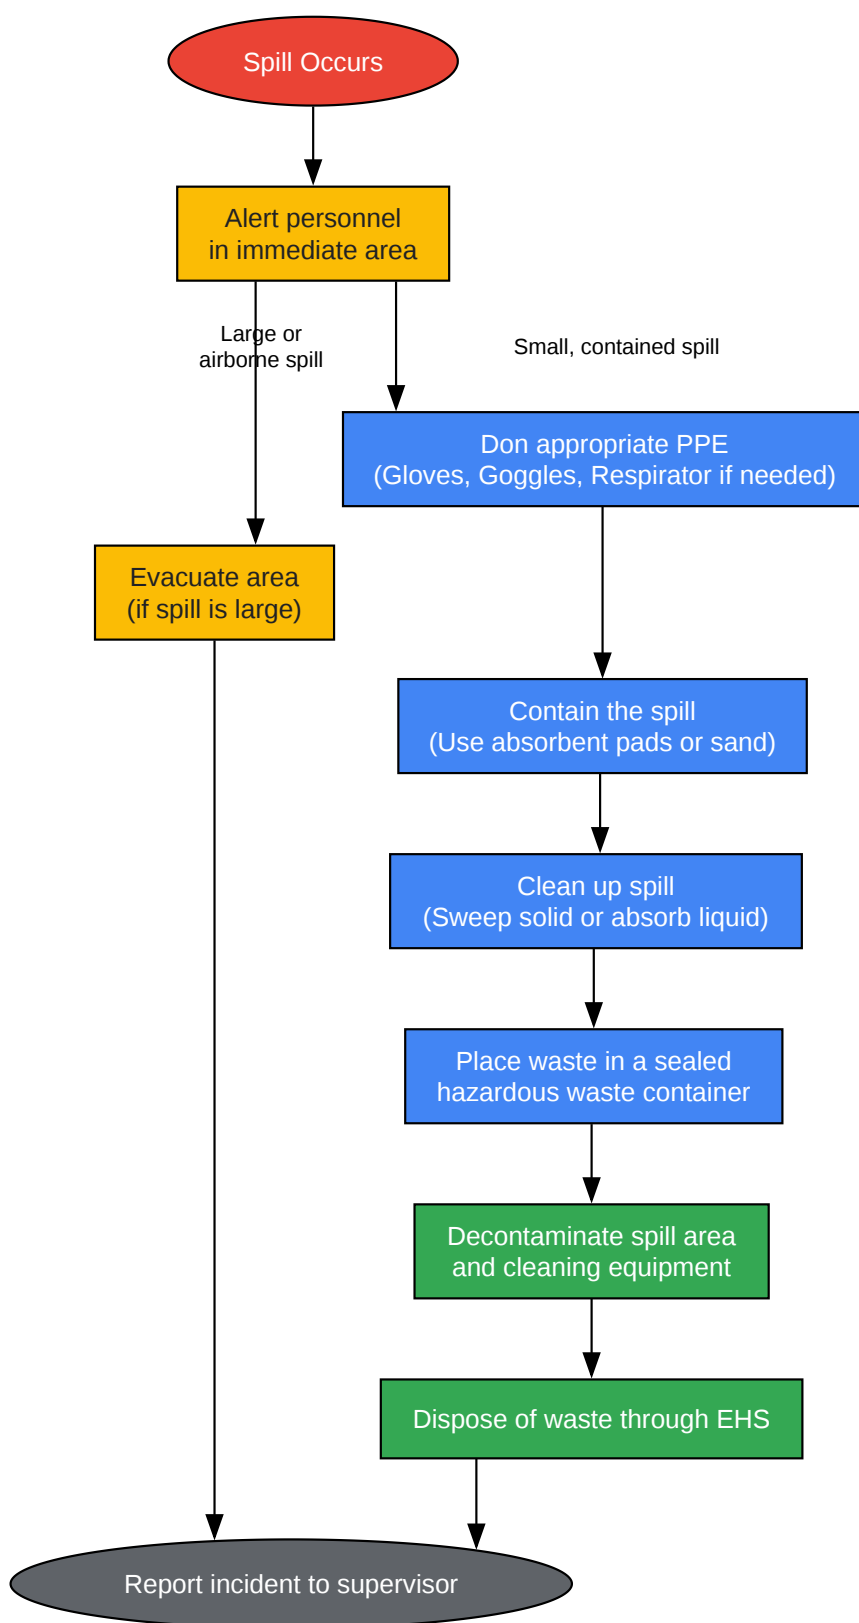 Spill Occurs
Alert personnel
in immediate area
Large or
airborne spill
Small, contained spill
Don appropriate PPE
(Gloves, Goggles, Respirator if needed)
Evacuate area
(if spill is large)
Contain the spill
(Use absorbent pads or sand)
Clean up spill
(Sweep solid or absorb liquid)
Place waste in a sealed
hazardous waste container
Decontaminate spill area
and cleaning equipment
Dispose of waste through EHS
Report incident to supervisor